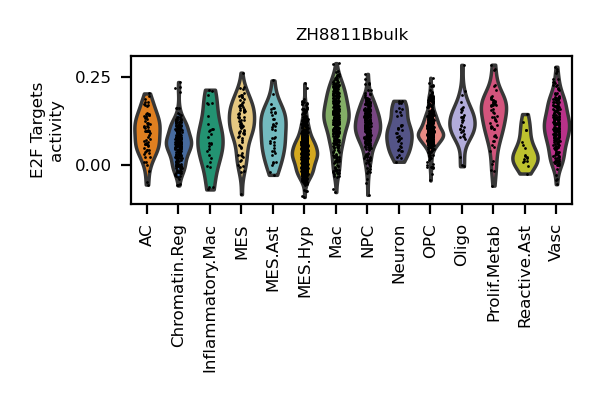 ZH8811Bbulk
E2F Targets
activity
0.25
0.00
AC
Chromatin.Reg
Inflammatory.Mac
MES
MES.Ast
MES.Hyp
Mac
NPC
Neuron
OPC
Oligo
Prolif.Metab
Reactive.Ast
Vasc